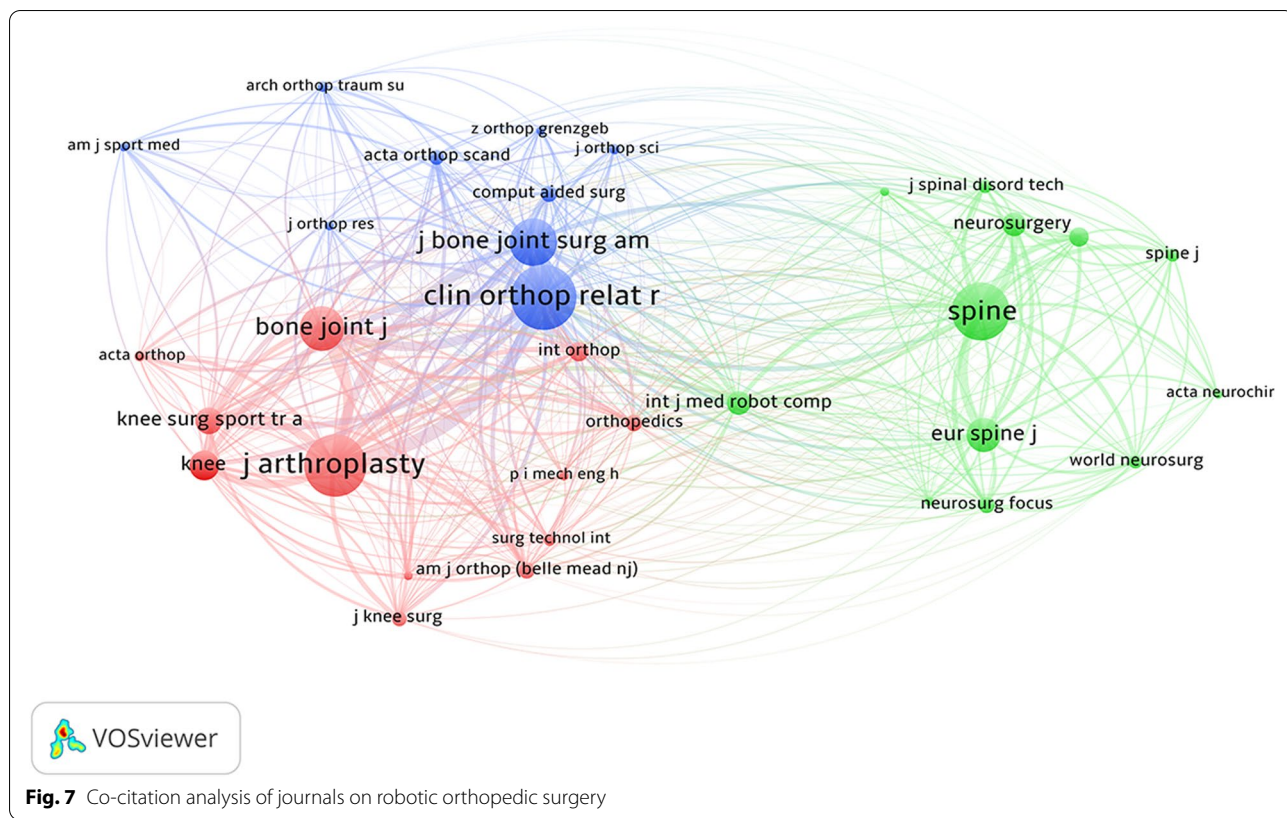 arch orthop traum su
z orthop grenzgeb
am j sport med
j orthop sci
acta orthop scand
j spinal disord tech
comput aided surg
j orthop res
neurosurgery
j bone joint surg am
spine j
clin orthop relat r
spine
bone joint j
int orthop
acta orthop
acta neurochir
int j med robot comp
knee surg sport tr a
orthopedics
eur spine j
knee
j arthroplasty
world neurosurg
p i mech eng h
neurosurg focus
surg technol int
am j orthop (belle mead nj)
j knee surg
VOSviewer
Fig. 7 Co-citation analysis of journals on robotic orthopedic surgery